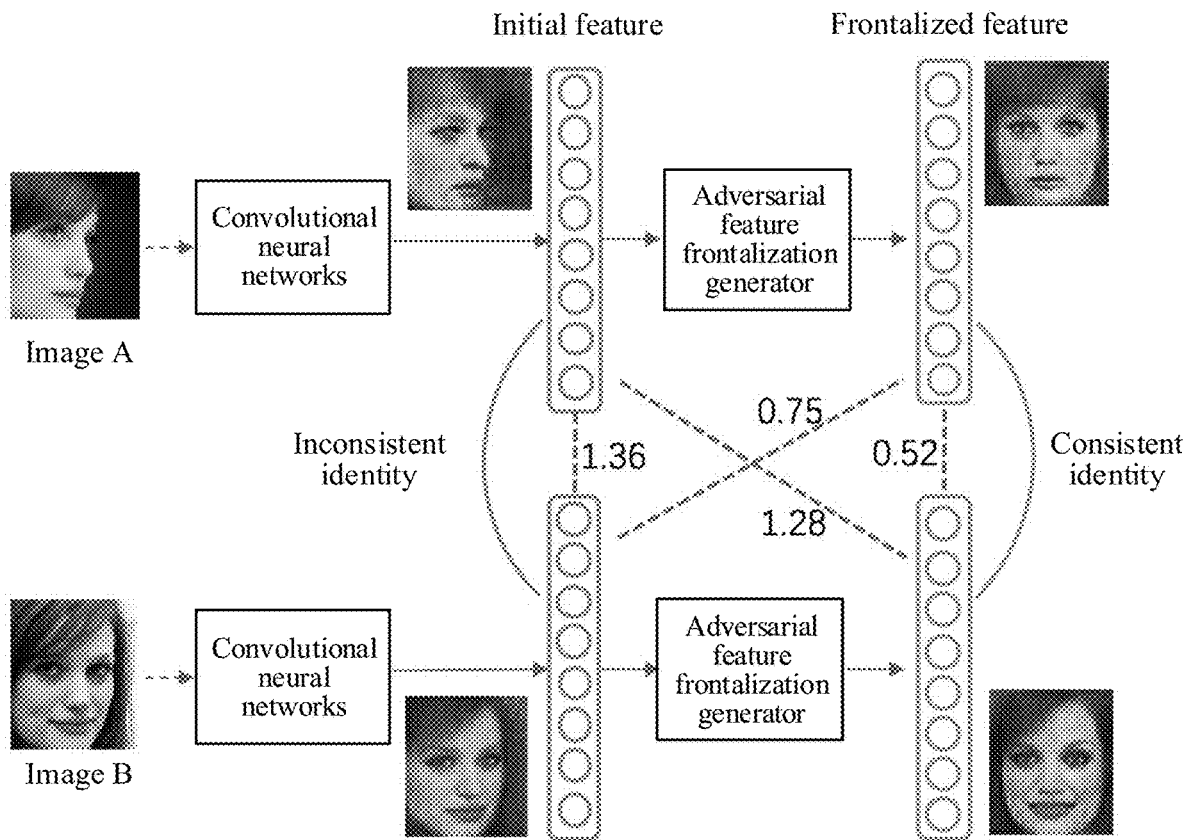 Initial feature
Frontalized feature
Convolutional
neural
networks
Adversarial
feature
frontalization
generator
Image A
Inconsistent
identity
1.36
0.75
1.28
0.52
Consistent
identity
Convolutional
neural
networks
Adversarial
feature
frontalization
generator
Image B